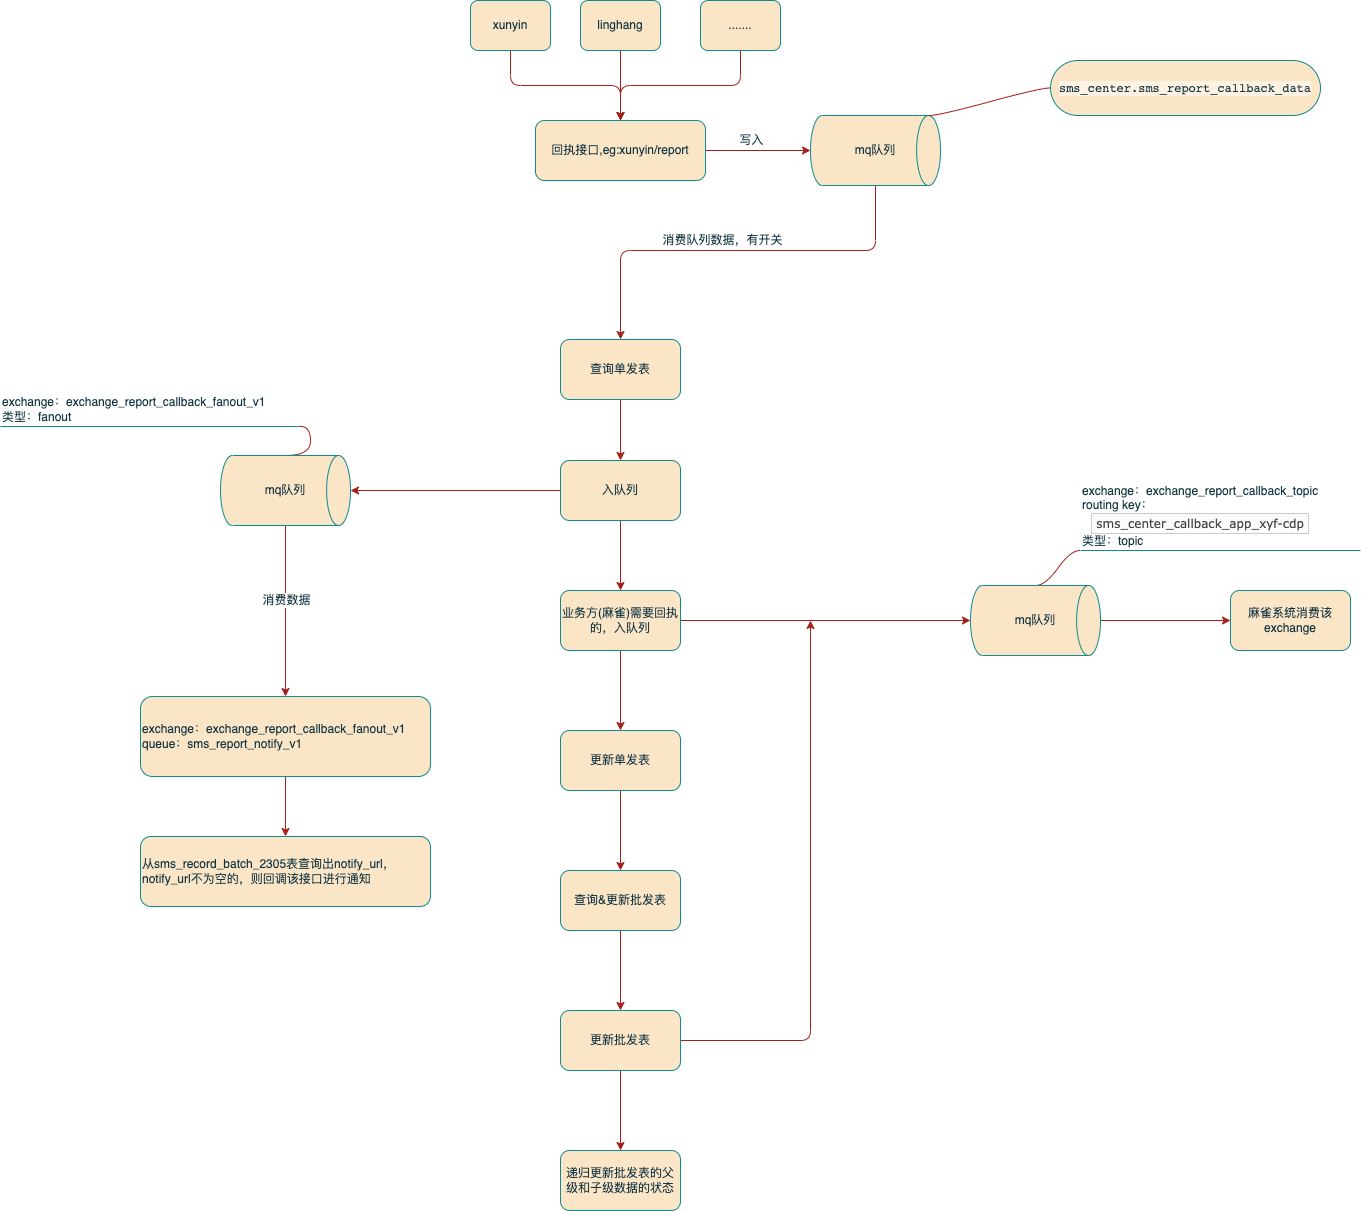 xunyin
linghang
.......
sms_center.sms_report_callback_data
回执接口,eg:xunyin/report
写入
mq队列
消费队列数据，有开关
查询单发表
exchange：exchange_report_callback_fanout_v1
类型：fanout
mq队列
入队列
exchange：exchange_report_callback_topic
routing key：
sms_center_callback_app_xyf-cdp
类型：topic
消费数据
业务方(麻雀)需要回执
的，入队列
mq队列
麻雀系统消费该
exchange
exchange：exchange_report_callback_fanout_v1
queue：sms_report_notify_v1
更新单发表
从sms_record_batch_2305表查询出notify_url，
notify_url不为空的，则回调该接口进行通知
查询&更新批发表
更新批发表
递归更新批发表的父
级和子级数据的状态